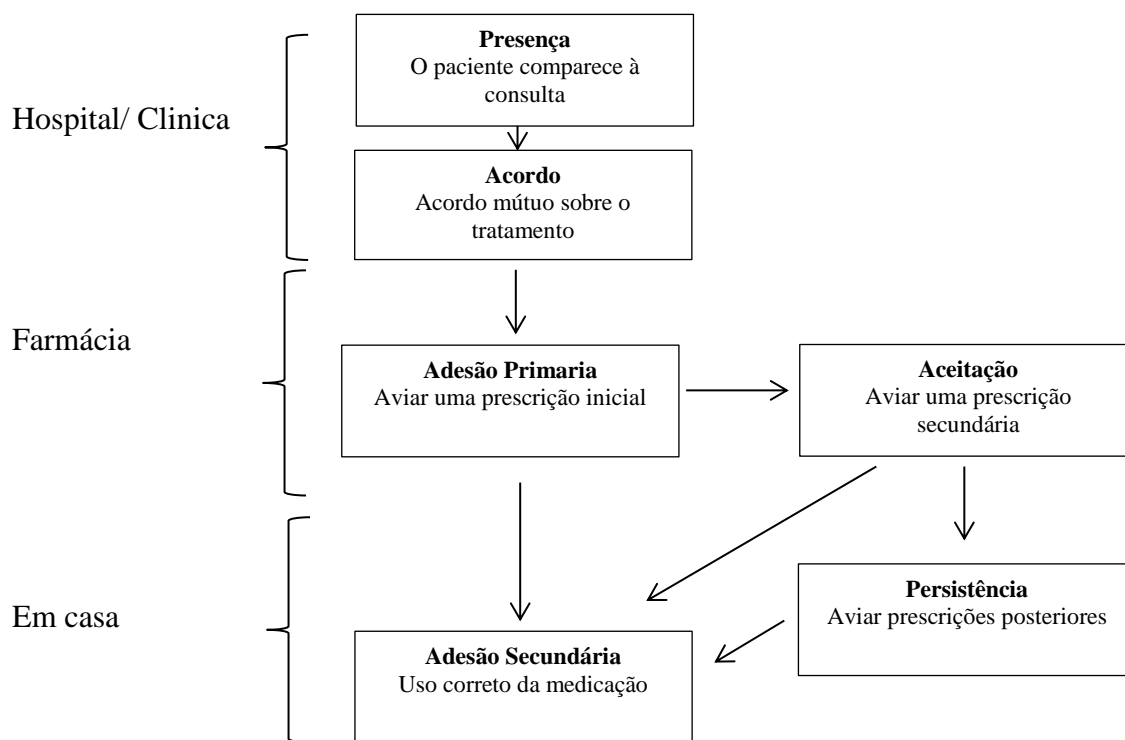 Hospital/ Clinica
Presença
O paciente comparece à
consulta
Acordo
Acordo mútuo sobre o
tratamento
Farmácia
Adesão Primaria
Aviar uma prescrição inicial
Aceitação
Aviar uma prescrição
secundária
Em casa
Persistência
Aviar prescrições posteriores
Adesão Secundária
Uso correto da medicação